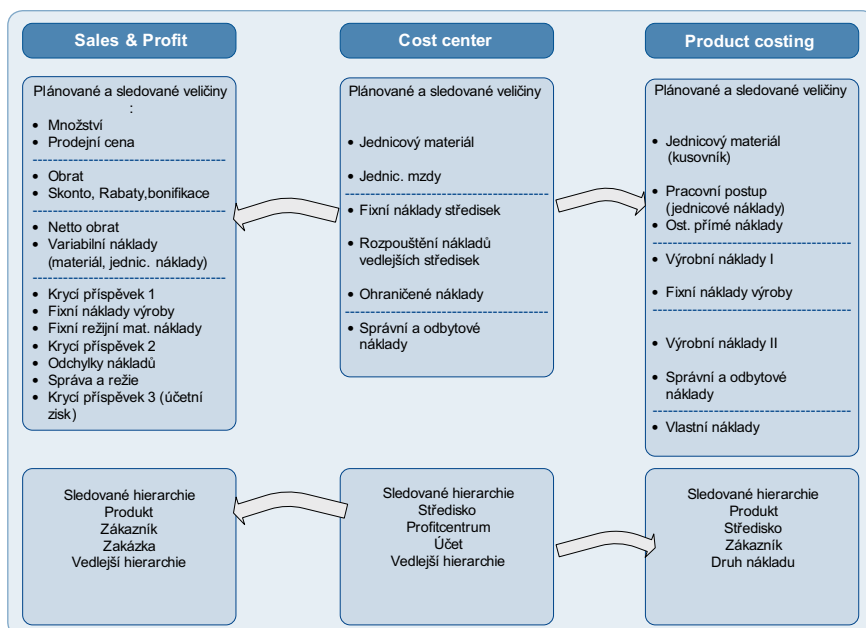 Sales & Profit
Plánované a sledované veličiny
:
• Množství
• Prodejní cena
• Obrat
• Skonto, Rabaty,bonifikace
• Netto obrat
• Variabilní náklady
(materiál, jednic. náklady)
• Krycí příspěvek 1
• Fixní náklady výroby
• Fixní režijní mat. náklady
• Krycí příspěvek 2
• Odchylky nákladů
• Správa a režie
• Krycí příspěvek 3 (účetní
zisk)
Cost center
Plánované a sledované veličiny
• Jednicový materiál
• Jednic. mzdy
• Fixní náklady středisek
• Rozpouštění nákladů
vedlejších středisek
• Ohraničené náklady
• Správní a odbytové
náklady
Product costing
Plánované a sledované veličiny
• Jednicový materiál
(kusovník)
• Pracovní postup
(jednicové náklady)
• Ost. přímé náklady
• Výrobní náklady I
• Fixní náklady výroby
• Výrobní náklady II
• Správní a odbytové
náklady
• Vlastní náklady
Sledované hierarchie
Produkt
Zákazník
Zakázka
Vedlejší hierarchie
Sledované hierarchie
Středisko
Profitcentrum
Účet
Vedlejší hierarchie
Sledované hierarchie
Produkt
Středisko
Zákazník
Druh nákladu